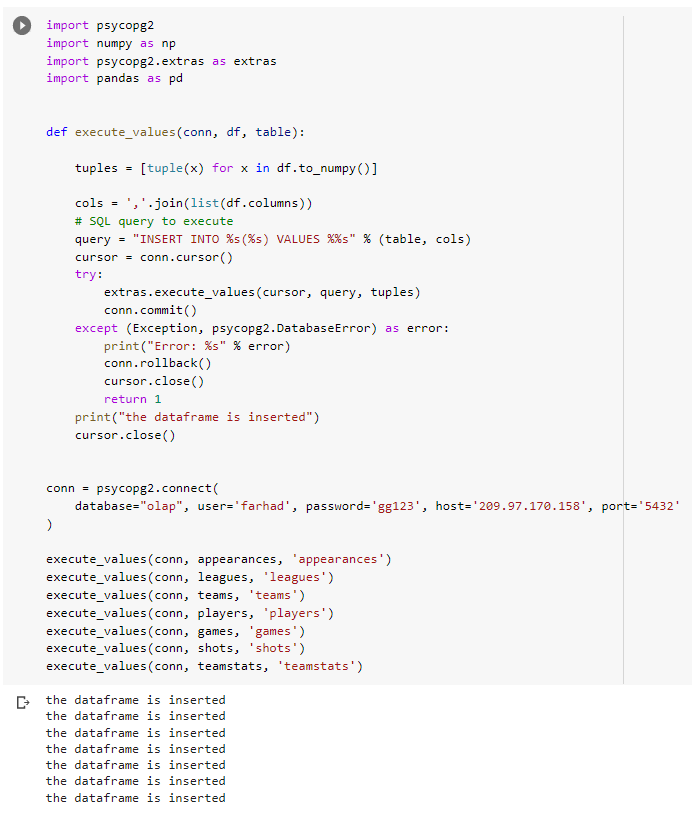 import psycopg2
import numpy as np
import psycopg2.extras as extras
import pandas as pd
def execute_values(conn, df, table):
    tuples = [tuple(x) for x in df.to_numpy()]
    cols = ','.join(list(df.columns))
    # SQL query to execute
    query = "INSERT INTO %s(%s) VALUES %%s" % (table, cols)
    cursor = conn.cursor()
    try:
        extras.execute_values(cursor, query, tuples)
        conn.commit()
    except (Exception, psycopg2.DatabaseError) as error:
        print("Error: %s" % error)
        conn.rollback()
        cursor.close()
        return 1
    print("the dataframe is inserted")
    cursor.close()
conn = psycopg2.connect(
    database="olap", user='farhad', password='gg123', host='209.97.170.158', port='5432'
)
execute_values(conn, appearances, 'appearances')
execute_values(conn, leagues, 'leagues')
execute_values(conn, teams, 'teams')
execute_values(conn, players, 'players')
execute_values(conn, games, 'games')
execute_values(conn, shots, 'shots')
execute_values(conn, teamstats, 'teamstats')
the dataframe is inserted
the dataframe is inserted
the dataframe is inserted
the dataframe is inserted
the dataframe is inserted
the dataframe is inserted
the dataframe is inserted